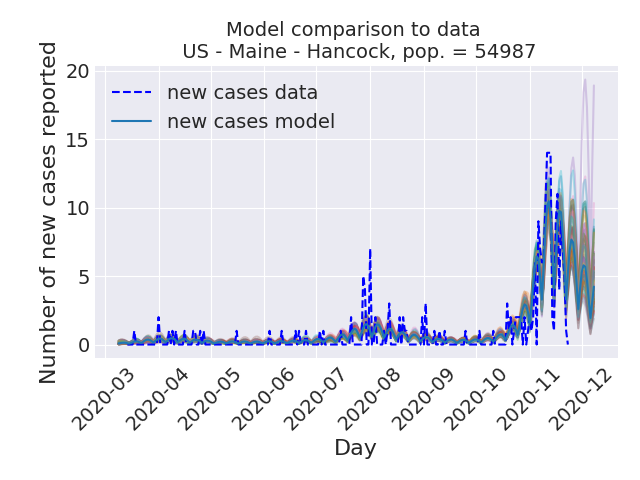 Model comparison to data
US - Maine - Hancock, pop. = 54987
Number of new cases reported
20
15
10
5
0
new cases data
new cases model
2020-03
2020-04
2020-05
2020-06
2020-07
2020-08
2020-09
2020-10
2020-11
2020-12
Day